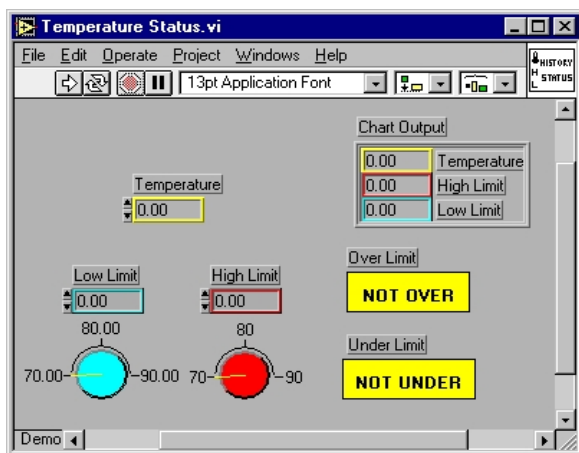 Temperature Status.vi
File Edit Operate Project Windows Help
13pt Application Font
HISTORY
H STATUS
L
Chart Output
0.00 Temperature
0.00 High Limit
0.00 Low Limit
Temperature
0.00
Low Limit
0.00
High Limit
0.00
Over Limit
NOT OVER
80.00
70.00 90.00
80
70 90
Under Limit
NOT UNDER
Demo